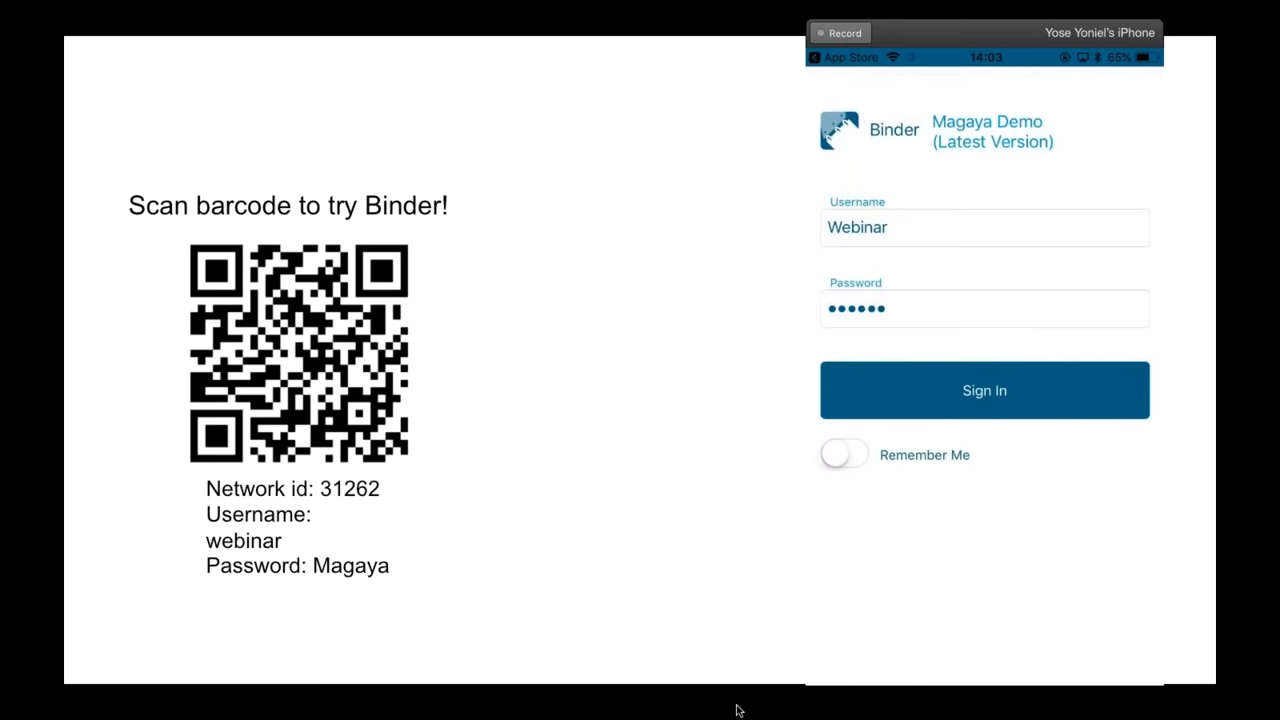 Record
Yose Yoniel's iPhone
App Store
14:03
65%
Binder
Magaya Demo
(Latest Version)
Username
Webinar
Password
••••••
Sign In
Remember Me
Scan barcode to try Binder!
Network id: 31262
Username:
webinar
Password: Magaya